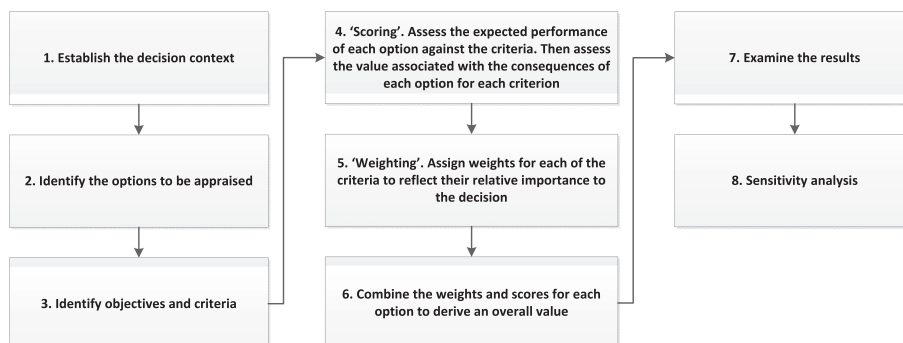 1. Establish the decision context
2. Identify the options to be appraised
3. Identify objectives and criteria
4. ‘Scoring’. Assess the expected performance
of each option against the criteria. Then assess
the value associated with the consequences of
each option for each criterion
5. ‘Weighting’. Assign weights for each of the
criteria to reflect their relative importance to
the decision
6. Combine the weights and scores for each
option to derive an overall value
7. Examine the results
8. Sensitivity analysis